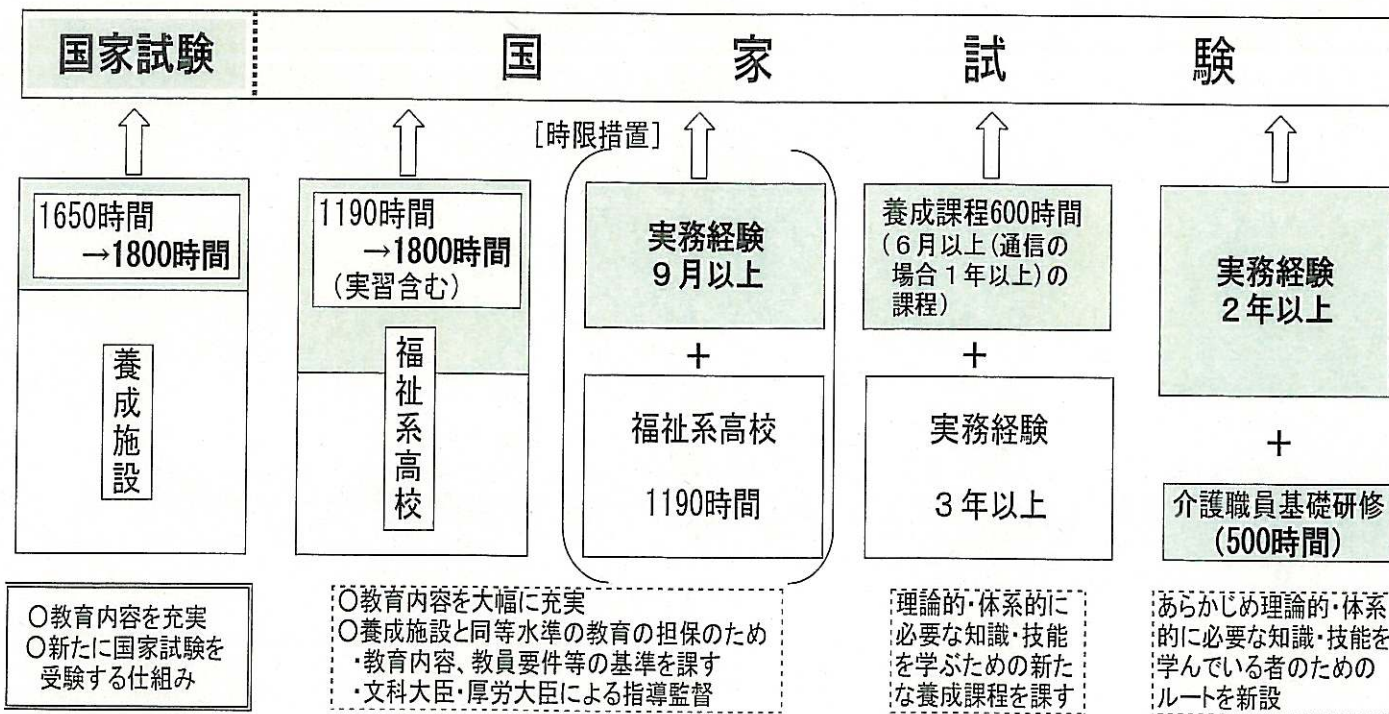 国家試験
国家試験
[時限措置]
1650時間
→1800時間
養成施設
1190時間
→1800時間
(実習含む)
福祉系高校
実務経験
9月以上
+
福祉系高校
1190時間
養成課程600時間
(6月以上(通信の
場合1年以上)の
課程)
+
実務経験
3年以上
実務経験
2年以上
+
介護職員基礎研修
(500時間)
○教育内容を充実
○新たに国家試験を
受験する仕組み
○教育内容を大幅に充実
○養成施設と同等水準の教育の担保のため
・教育内容、教員要件等の基準を課す
・文科大臣・厚労大臣による指導監督
理論的・体系的に
必要な知識・技能
を学ぶための新た
な養成課程を課す
あらかじめ理論的・体系
的に必要な知識・技能を
学んでいる者のための
ルートを新設